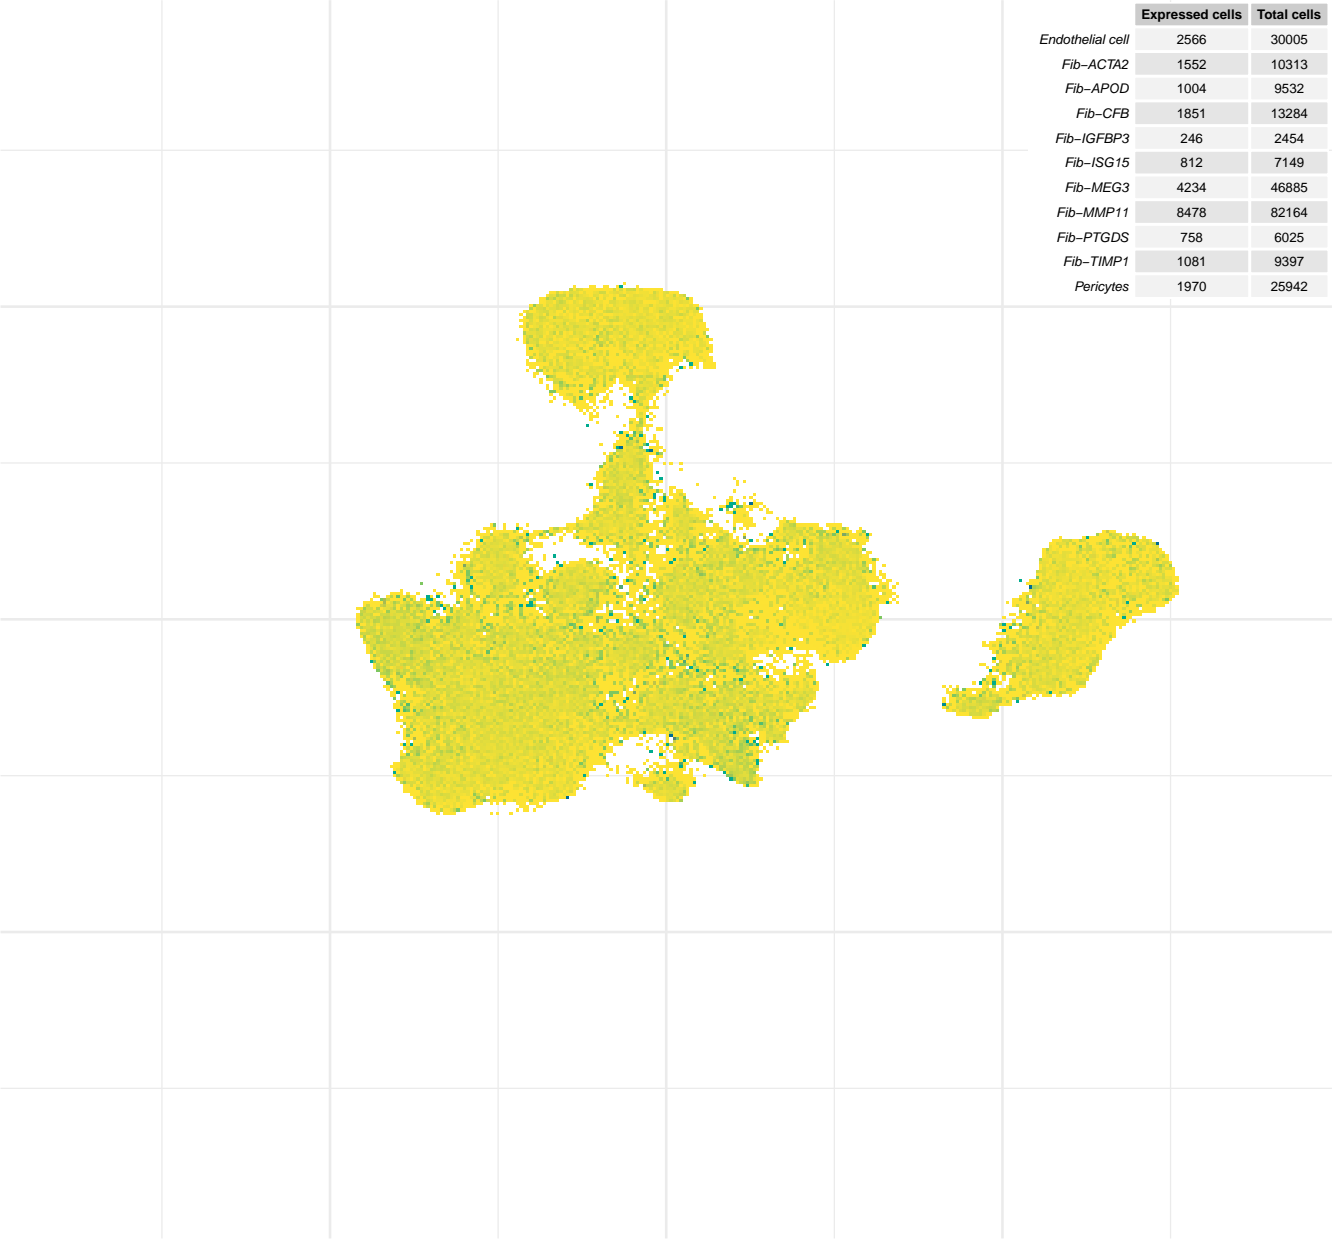 Expressed cells Total cells
Endothelial cell 2566 30005
Fib−ACTA2 1552 10313
Fib−APOD 1004 9532
Fib−CFB 1851 13284
Fib−IGFBP3 246 2454
Fib−ISG15 812 7149
Fib−MEG3 4234 46885
Fib−MMP11 8478 82164
Fib−PTGDS 758 6025
Fib−TIMP1 1081 9397
Pericytes 1970 25942